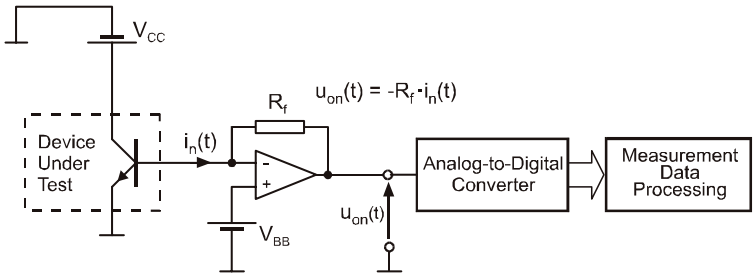 V_CC
Device
Under
Test
i_n(t)
R_f
u_on(t) = -R_f·i_n(t)
-
+
V_BB
u_on(t)
Analog-to-Digital
Converter
Measurement
Data
Processing